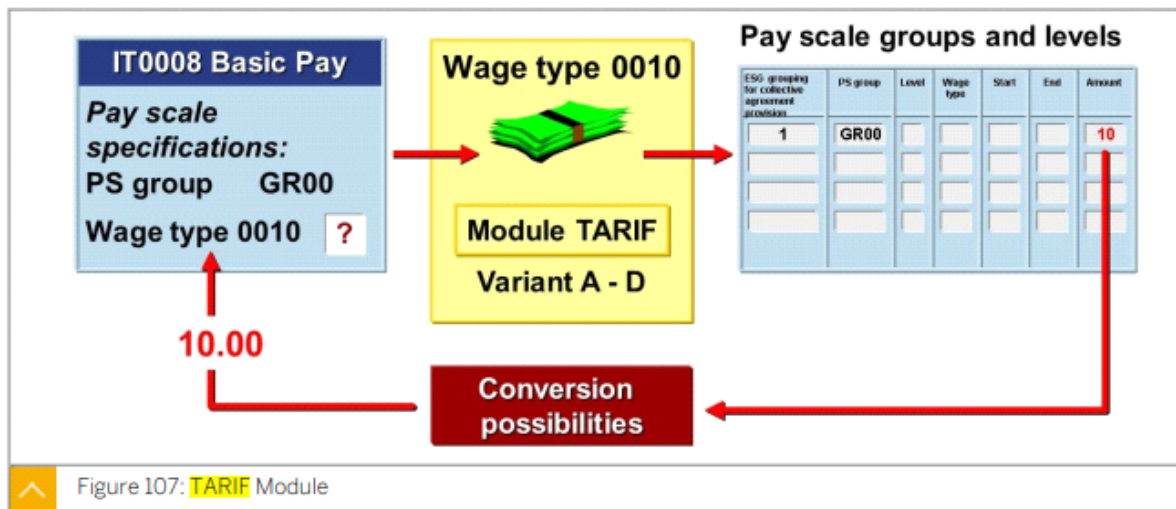 IT0008 Basic Pay
Pay scale
specifications:
PS group GR00
Wage type 0010 ?
Wage type 0010
Module TARIF
Variant A - D
Pay scale groups and levels
ESG grouping
for collective
agreement
provision
PS group
Level
Wage
type
Start
End
Amount
1
GR00
10
10.00
Conversion
possibilities
Figure 107: TARIF Module